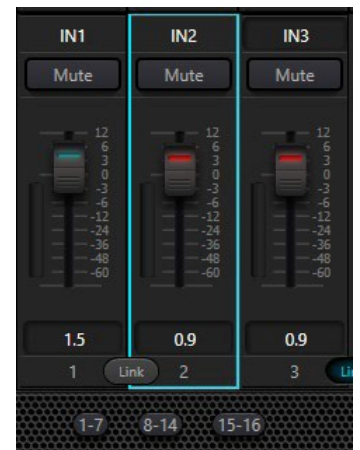 IN1 IN2 IN3
Mute Mute Mute
12 12 12
6 6 6
3 3 3
0 0 0
-3 -3 -3
-6 -6 -6
-12 -12 -12
-24 -24 -24
-36 -36 -36
-48 -48 -48
-60 -60 -60
1.5 0.9 0.9
1 Link 2 3
1-7 8-14 15-16